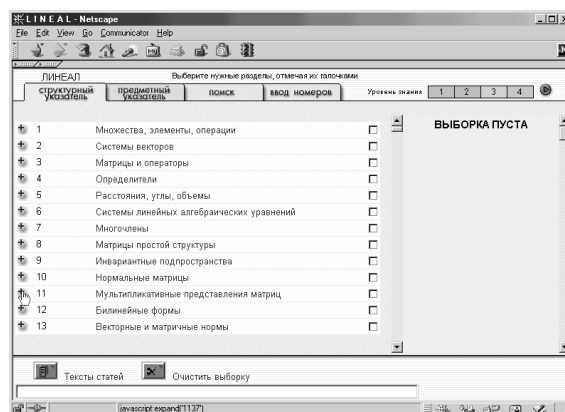 LINEAL - Netscape
File Edit View Go Communicator Help
ЛИНЕАЛ
Выберите нужные разделы, отмечая их галочками
структурный указатель
предметный указатель
поиск
ввод номеров
Уровень знания 1 2 3 4
ВЫБОРКА ПУСТА
1 Множества, элементы, операции
2 Системы векторов
3 Матрицы и операторы
4 Определители
5 Расстояния, углы, объемы
6 Системы линейных алгебраических уравнений
7 Многочлены
8 Матрицы простой структуры
9 Инвариантные подпространства
10 Нормальные матрицы
11 Мультипликативные представления матриц
12 Билинейные формы
13 Векторные и матричные нормы
Тексты статей
Очистить выборку
javascript:expand("1137")